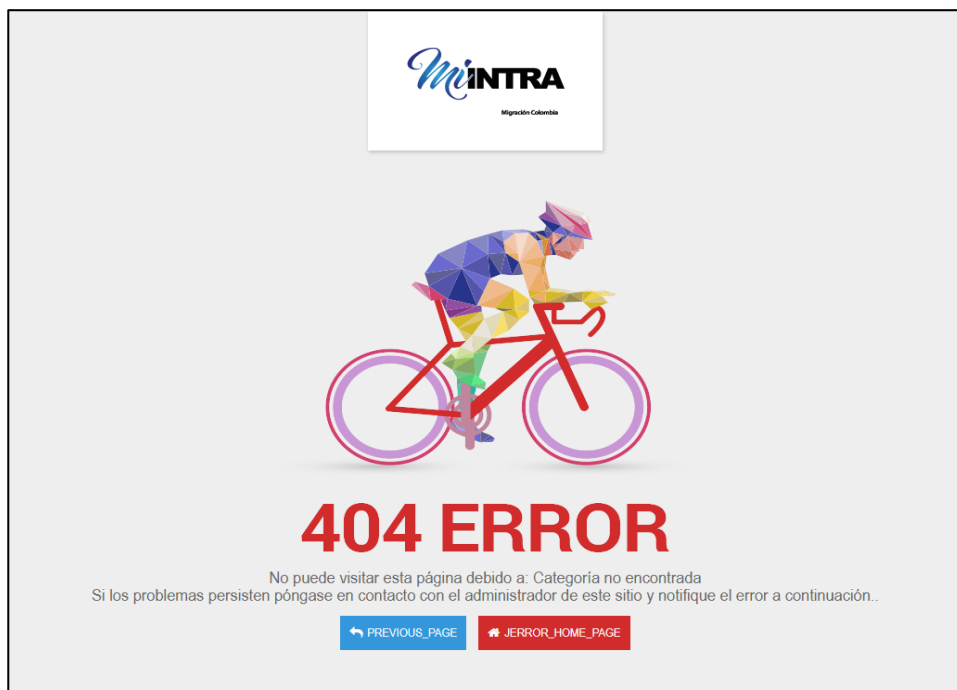 MiINTRA
Migración Colombia
404 ERROR
No puede visitar esta página debido a: Categoría no encontrada
Si los problemas persisten póngase en contacto con el administrador de este sitio y notifique el error a continuación..
PREVIOUS_PAGE
JERROR_HOME_PAGE